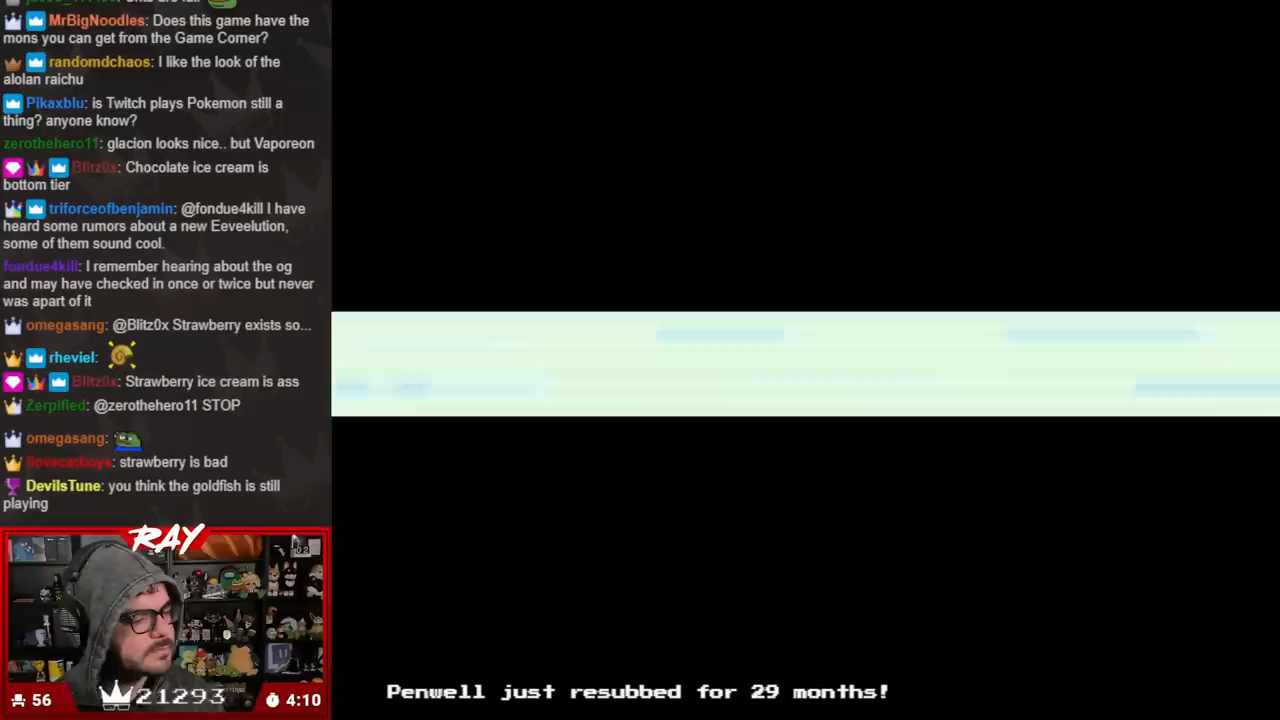 MrBigNoodles: Does this game have the
mons you can get from the Game Corner?
randomdchaos: I like the look of the
alolan raichu
Pikaxblu: is Twitch plays Pokemon still a
thing? anyone know?
zerothehero11: glacion looks nice.. but Vaporeon
Blitz0x: Chocolate ice cream is
bottom tier
triforceofbenjamin: @fondue4kill I have
heard some rumors about a new Eeveelution,
some of them sound cool.
fondue4kill: I remember hearing about the og
and may have checked in once or twice but never
was apart of it
omegasang: @Blitz0x Strawberry exists so...
rheviel:
Blitz0x: Strawberry ice cream is ass
Zerpified: @zerothehero11 STOP
omegasang:
ilovecatboys: strawberry is bad
DevilsTune: you think the goldfish is still
playing
RAY
56
21293
4:10
Penwell just resubbed for 29 months!